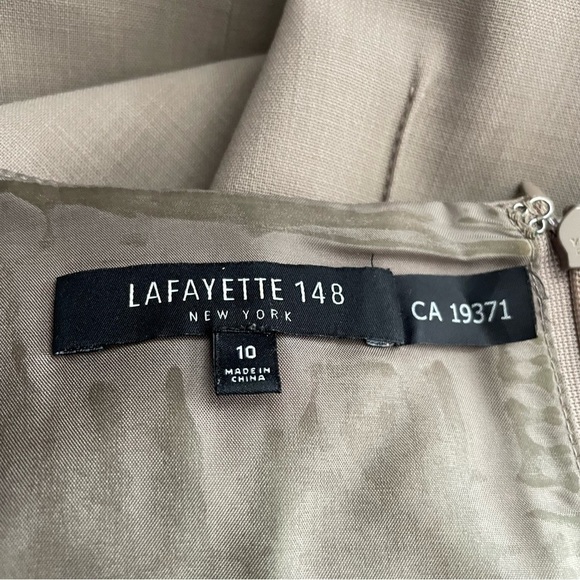 LAFAYETTE 148
NEW YORK
CA 19371
10
MADE IN
CHINA